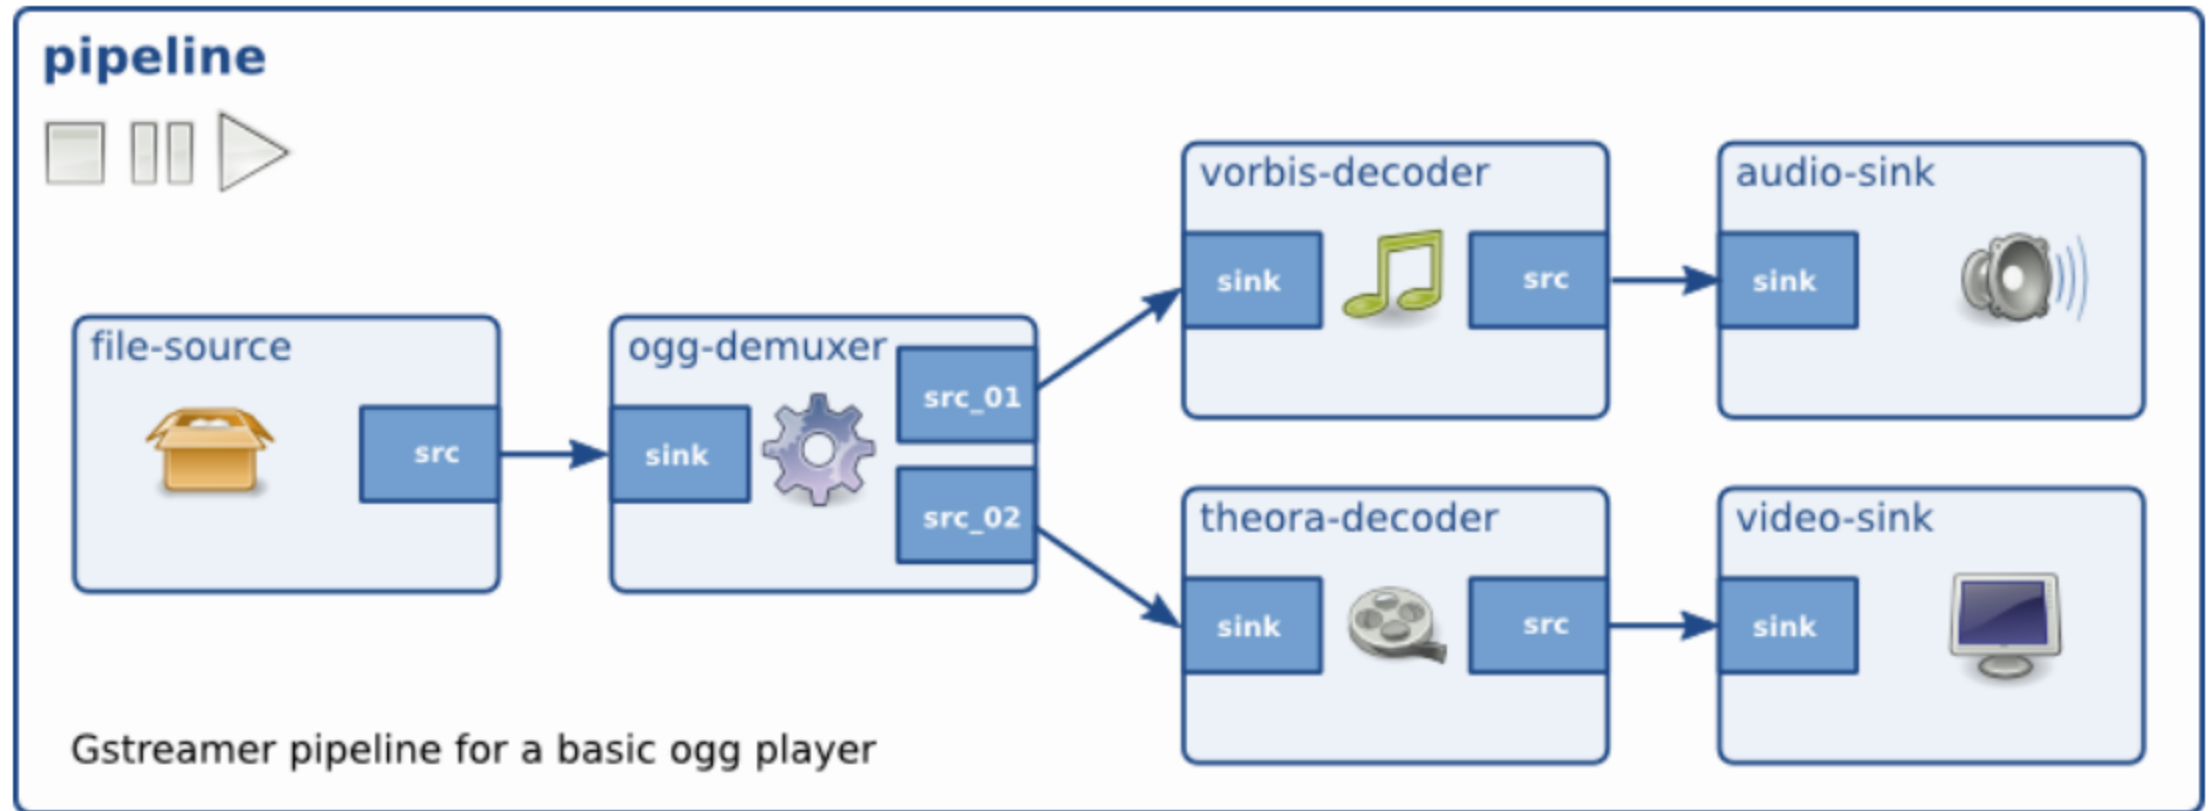 pipeline
file-source
src
ogg-demuxer
sink
src_01
src_02
vorbis-decoder
sink
src
audio-sink
sink
theora-decoder
sink
src
video-sink
sink
Gstreamer pipeline for a basic ogg player